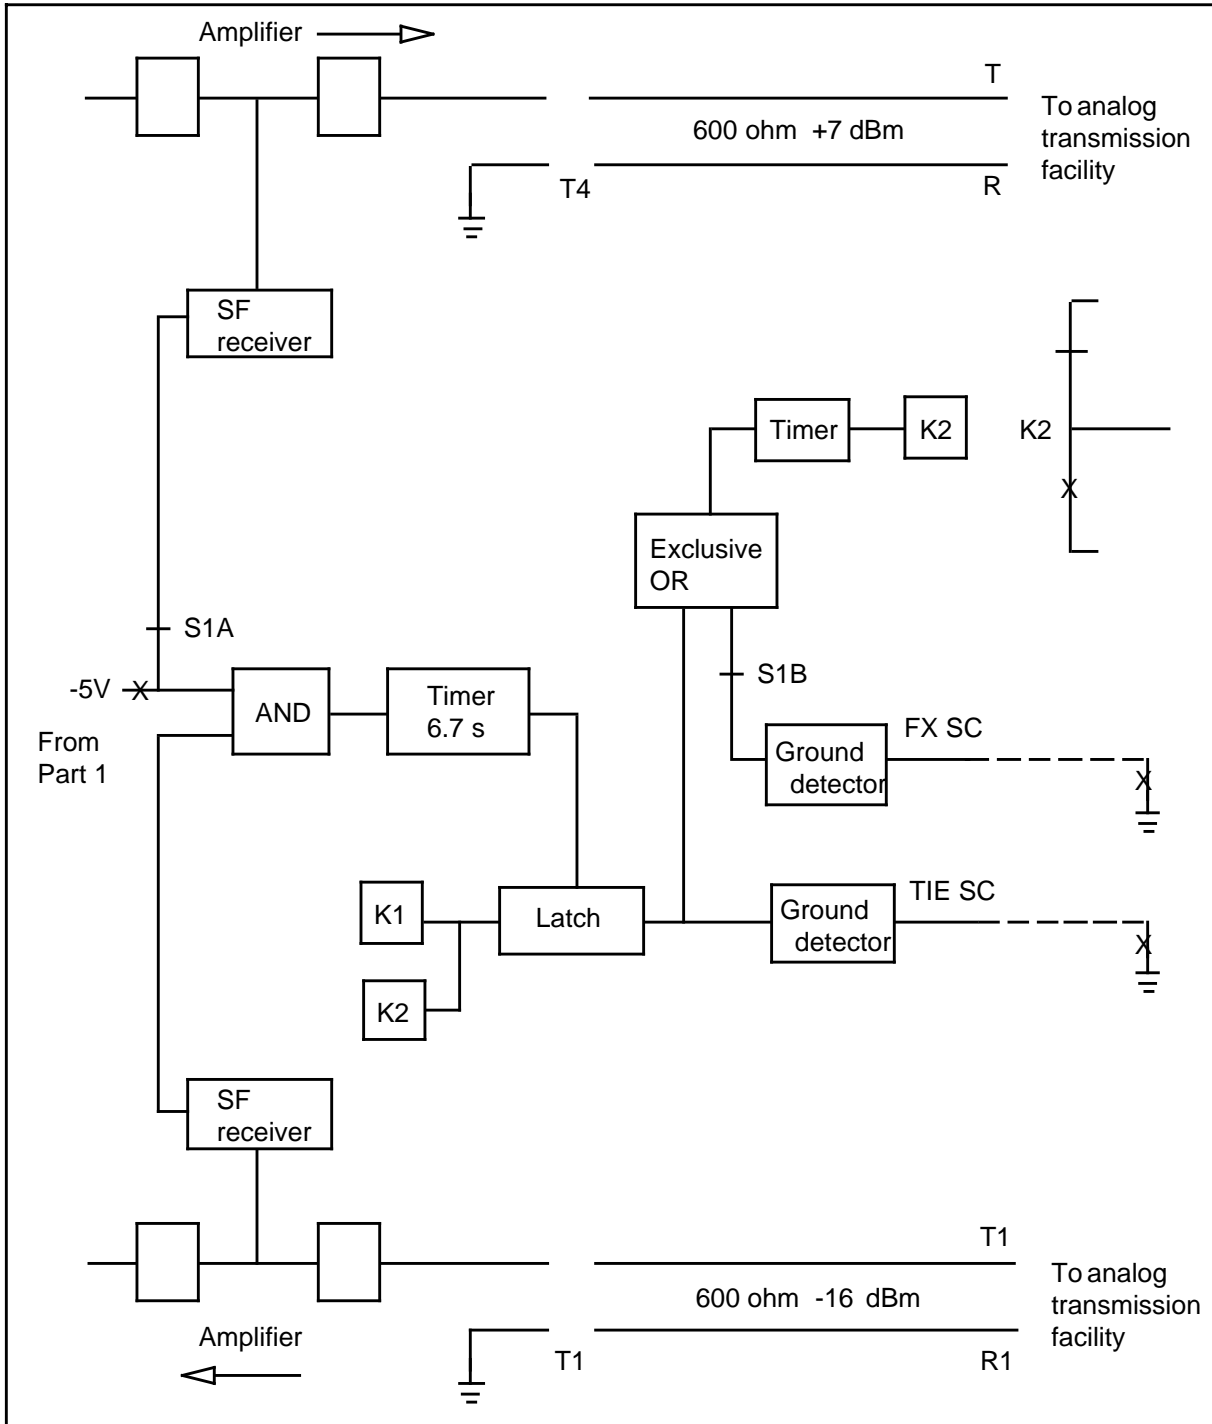 Amplifier
T
To analog
transmission
facility
600 ohm +7 dBm
T4
R
SF
receiver
Timer
K2
K2
X
Exclusive
OR
S1A
S1B
-5V
X
AND
Timer
6.7 s
From
Part 1
Ground
detector
FX SC
X
K1
Latch
Ground
detector
TIE SC
X
K2
SF
receiver
T1
To analog
transmission
facility
600 ohm -16 dBm
Amplifier
T1
R1